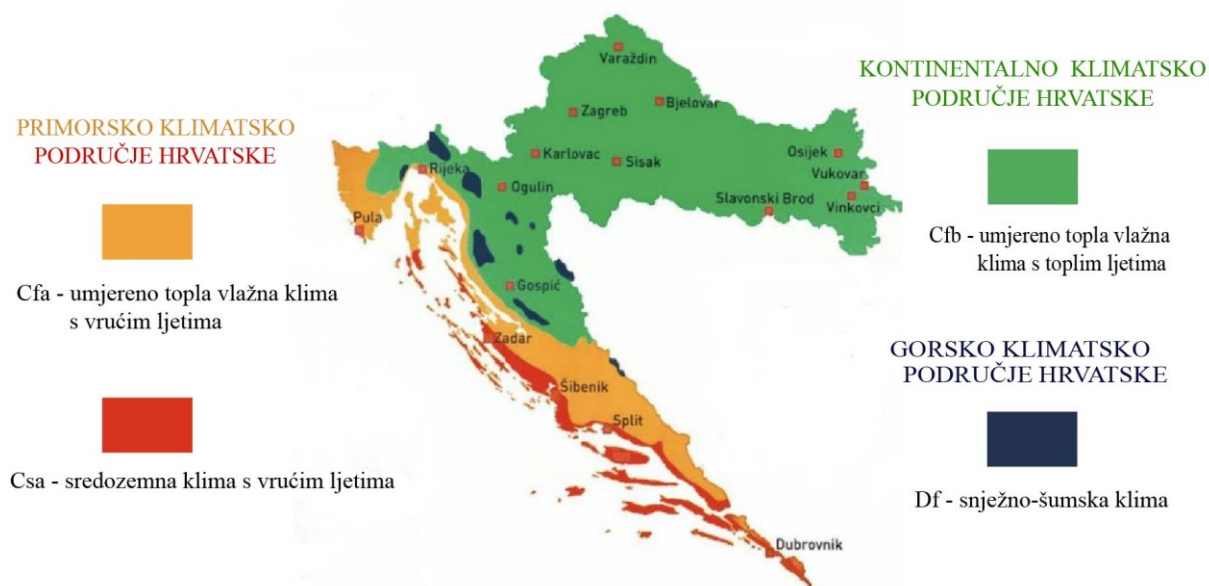 PRIMORSKO KLIMATSKO
PODRUČJE HRVATSKE
Cfa - umjereno topla vlažna klima
s vrućim ljetima
Csa - sredozemna klima s vrućim ljetima
Varaždin
Bjelovar
Zagreb
Karlovac
Sisak
Osijek
Vukovar
Rijeka
Ogulin
Slavonski Brod
Vinkovci
Pula
Gospić
Zadar
Šibenik
Split
Dubrovnik
KONTINENTALNO KLIMATSKO
PODRUČJE HRVATSKE
Cfb - umjereno topla vlažna
klima s toplim ljetima
GORSKO KLIMATSKO
PODRUČJE HRVATSKE
Df - snježno-šumska klima